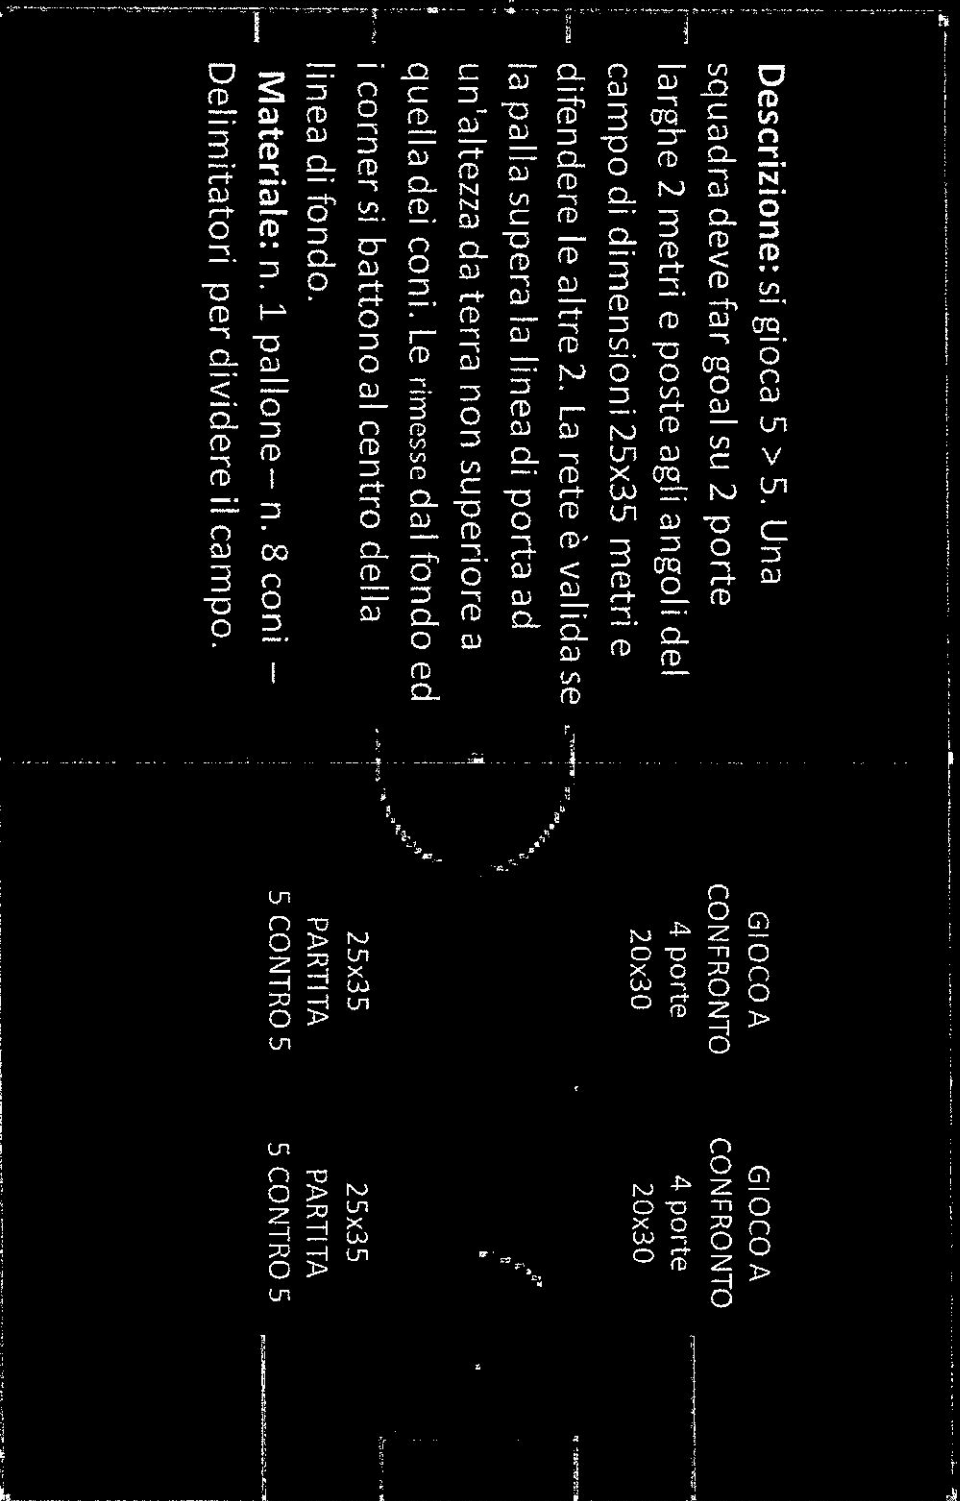 Descrizione: si gioca 5 > 5. Una
squadra deve far goal su 2 porte
larghe 2 metri e poste agli angoli del
campo di dimensioni 25x35 metri e
difendere le altre 2. La rete è valida se
la palla supera la linea di porta ad
un'altezza da terra non superiore a
quella dei coni. Le rimesse dal fondo ed
i corner si battono al centro della
linea di fondo.
Materiale: n. 1 pallone – n. 8 coni –
Delimitatori per dividere il campo.
GIOCO A
CONFRONTO
4 porte
20x30
25x35
PARTITA
5 CONTRO 5
GIOCO A
CONFRONTO
4 porte
20x30
25x35
PARTITA
5 CONTRO 5